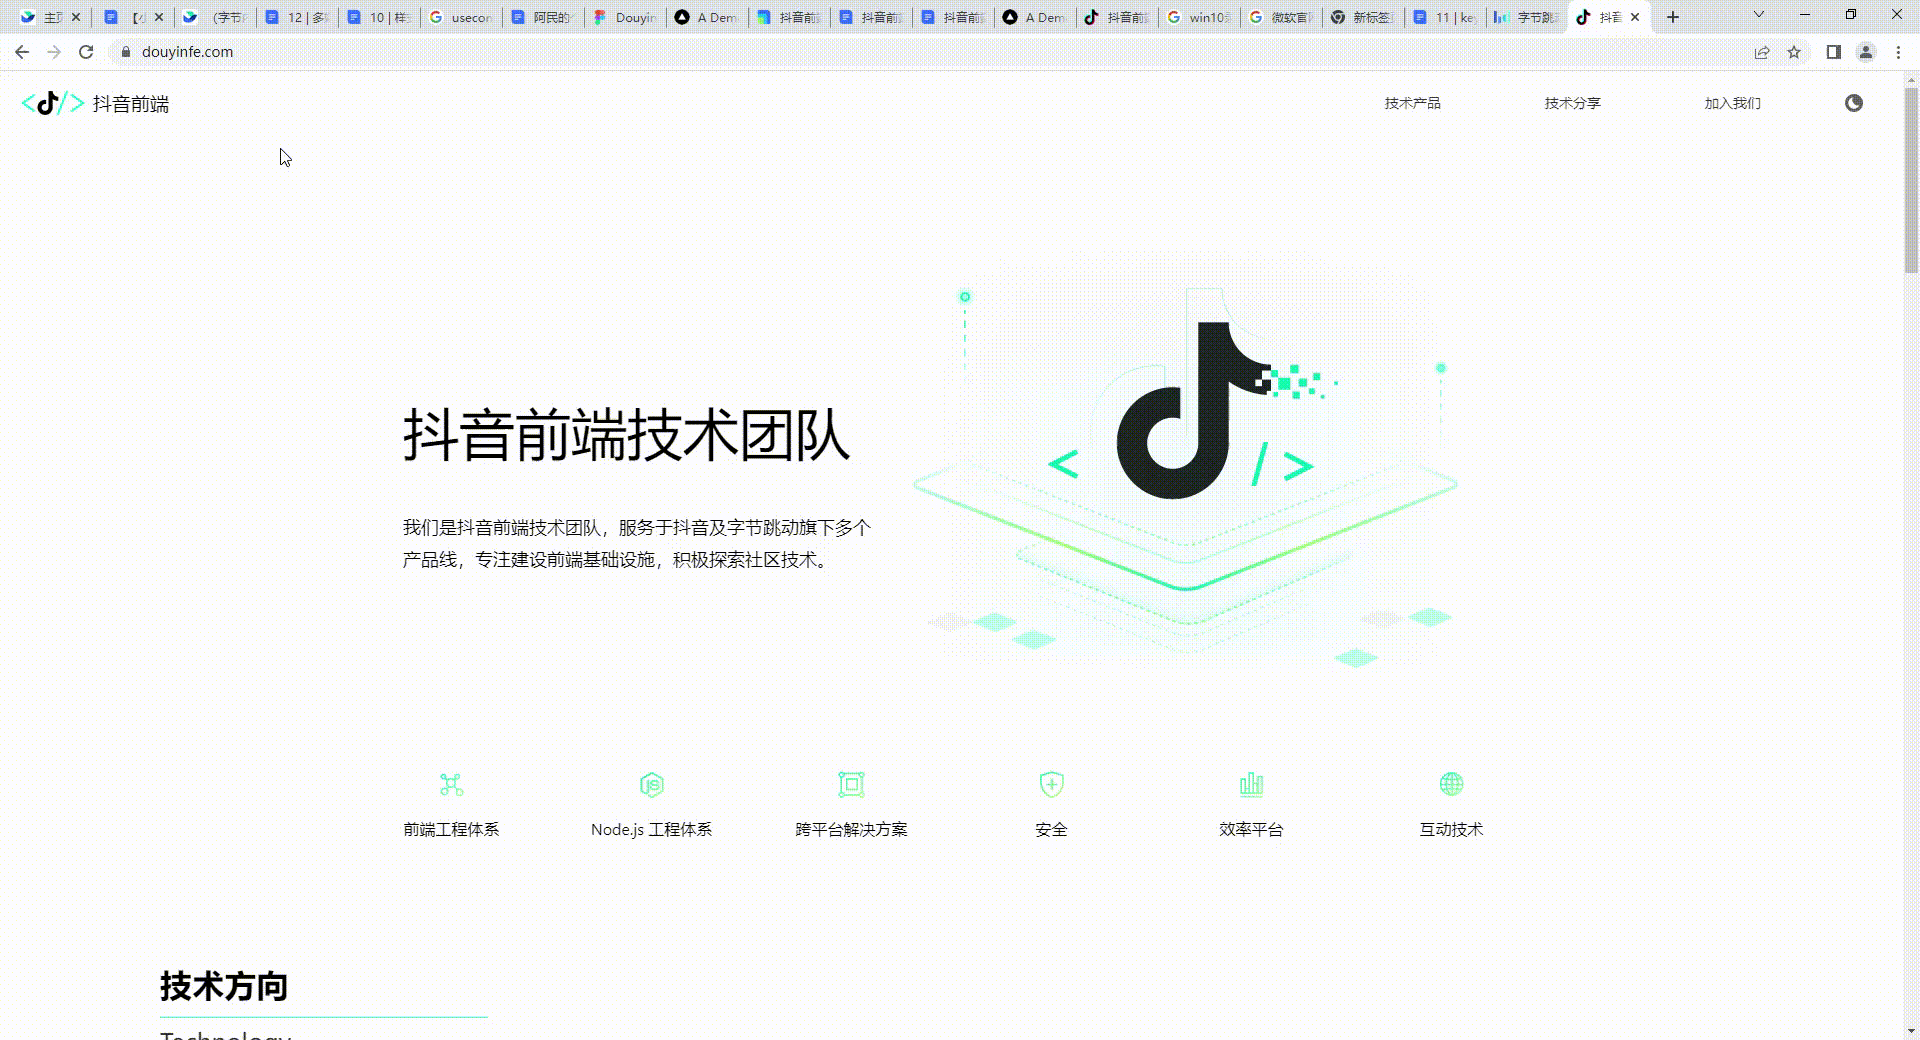 主页
(字节
12 | 多
10 | 样
usecon
阿民的
Douyin
A Dem
抖音前
抖音前
抖音前
A Dem
抖音前
win10
微软官
新标签
11 | key
字节跳
抖音
douyinfe.com
抖音前端
技术产品
技术分享
加入我们
抖音前端技术团队
我们是抖音前端技术团队，服务于抖音及字节跳动旗下多个
产品线，专注建设前端基础设施，积极探索社区技术。
前端工程体系
Node.js 工程体系
跨平台解决方案
安全
效率平台
互动技术
技术方向
Technology